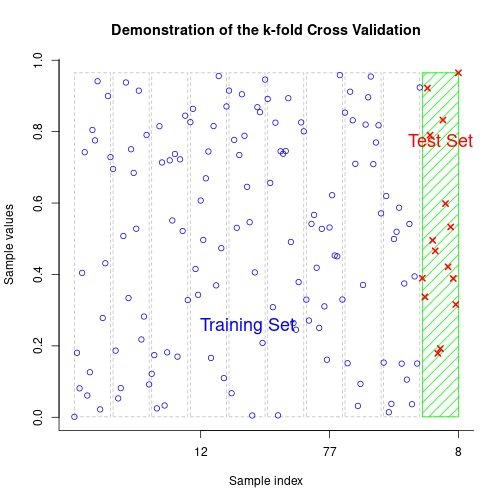 Demonstration of the k-fold Cross Validation
Sample values
1.0
0.8
0.6
0.4
0.2
0.0
Test Set
Training Set
12
77
8
Sample index